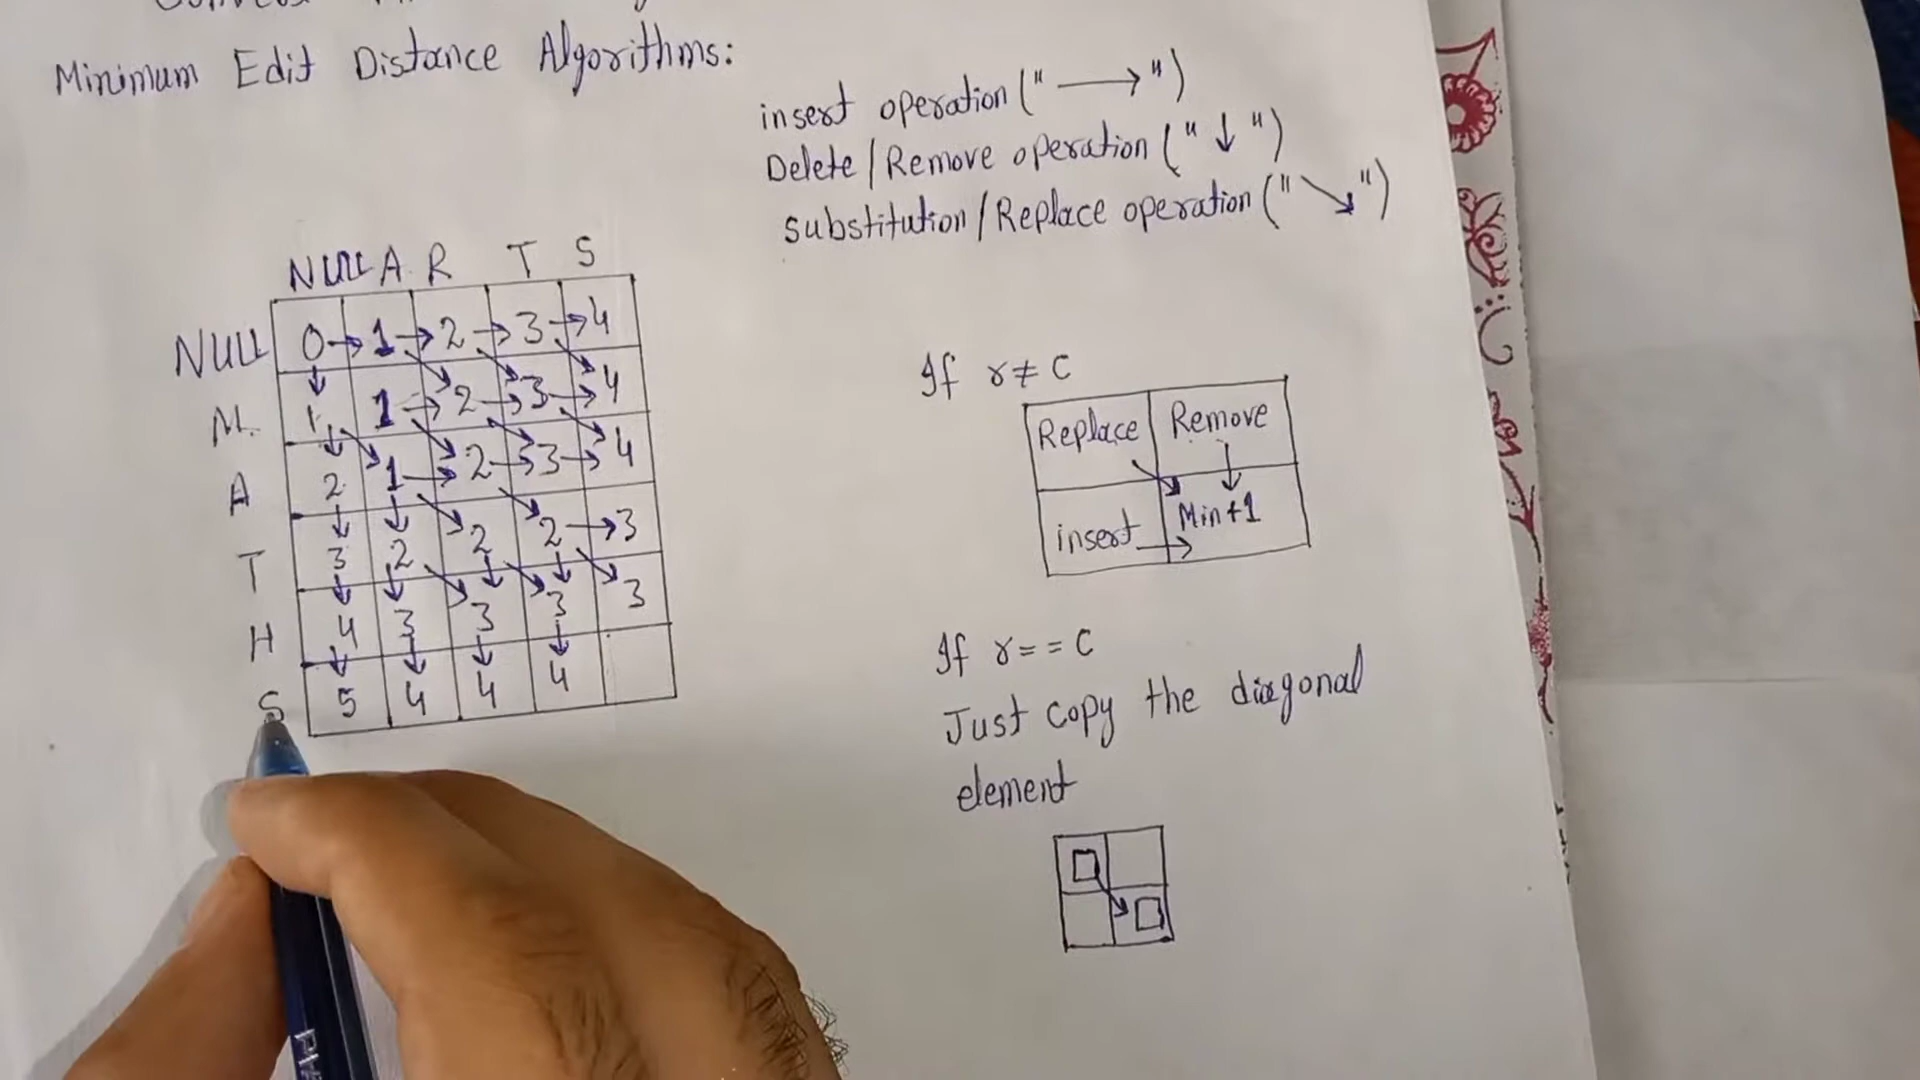 Minimum Edit Distance Algorithms:
insert operation ("→")
Delete/Remove operation ("↓")
Substitution/Replace operation ("↘")
NULL A R T S
NULL 0→1→2→3→4
M. 1 1→2→3→4
A 2 1→2→3→4
T 3 2 2 2→3
H 4 3 3 3 3
S 5 4 4 4
If r≠C
Replace Remove
insert → Min+1
If r==C
Just copy the diagonal
element